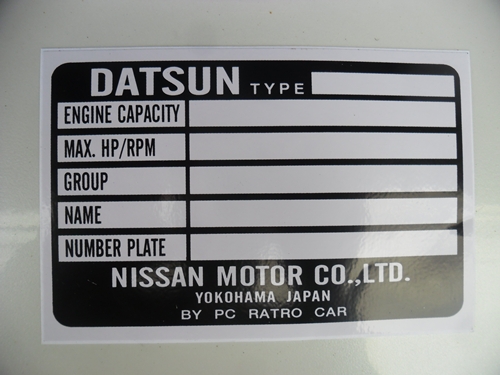 DATSUN TYPE
ENGINE CAPACITY
MAX. HP/RPM
GROUP
NAME
NUMBER PLATE
NISSAN MOTOR CO.,LTD.
YOKOHAMA JAPAN
BY PC RATRO CAR